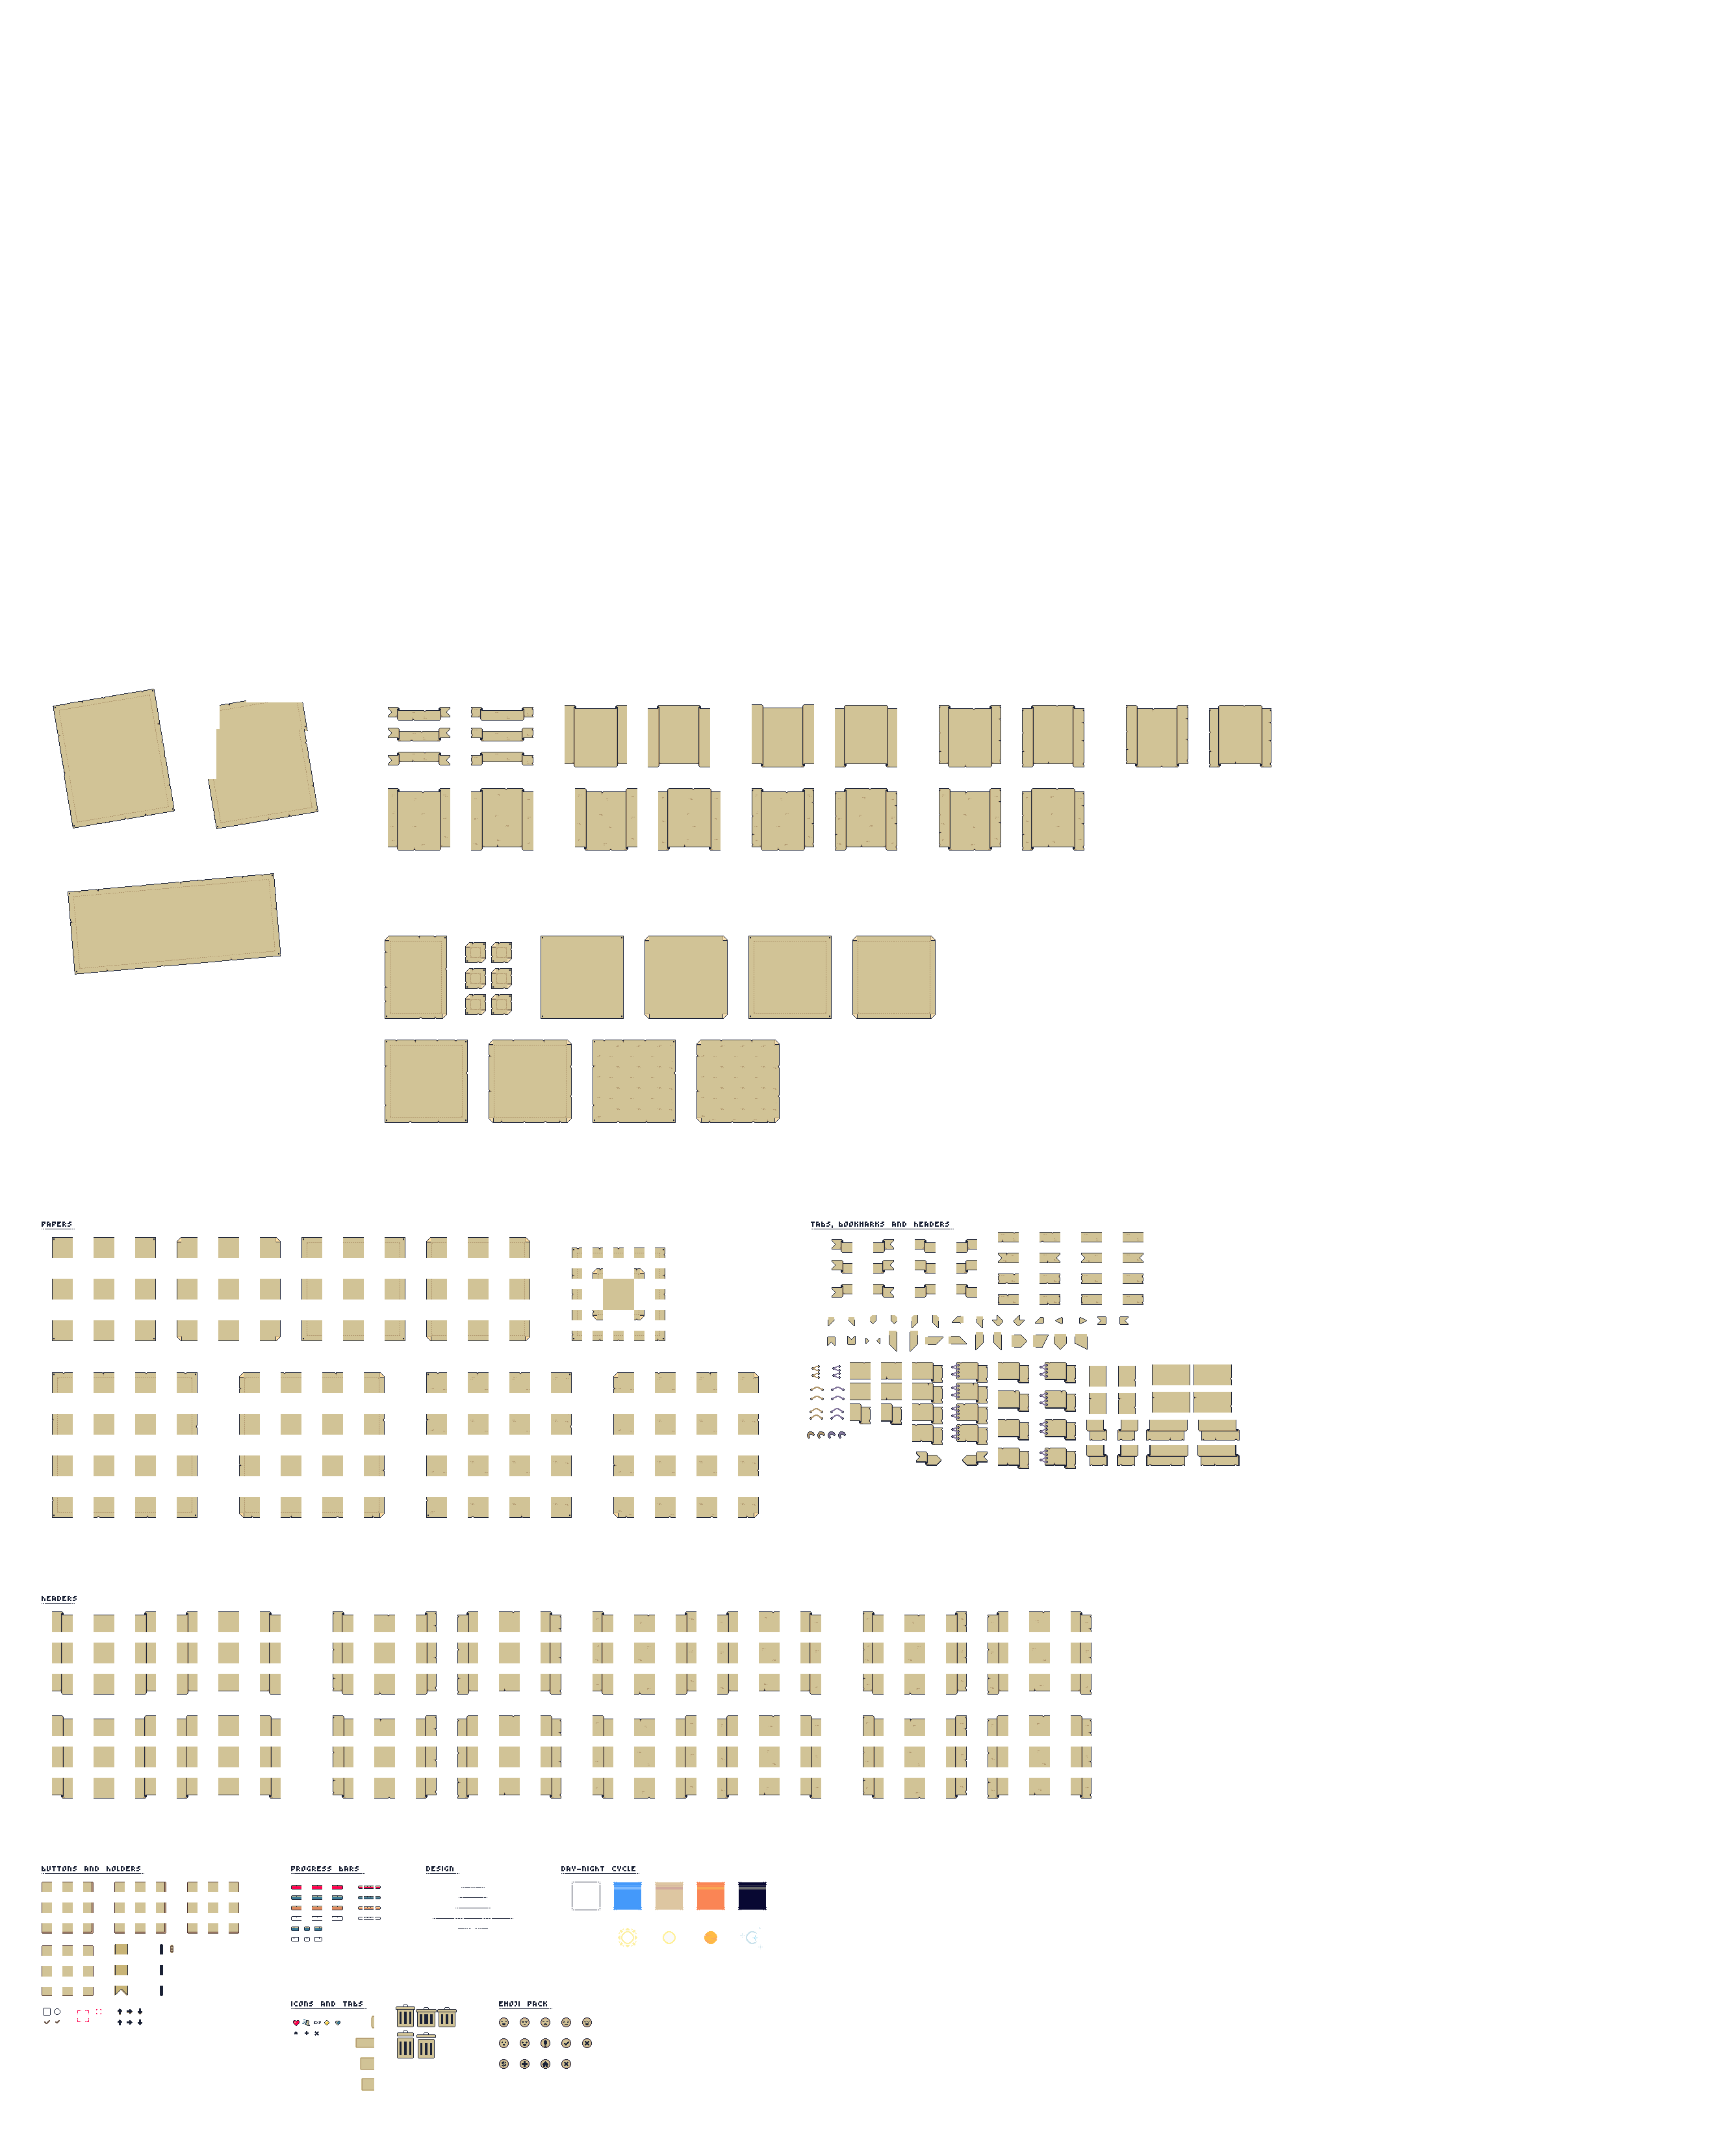 PAPERS
TABS, BOOKMARKS AND HEADERS
HEADERS
BUTTONS AND HOLDERS
PROGRESS BARS
DESIGN
DAY-NIGHT CYCLE
ICONS AND TABS
EMOJI PACK